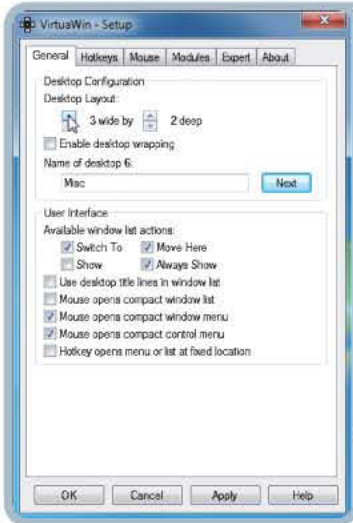 VirtuaWin - Setup
General Hotkeys Mouse Modules Expert About
Desktop Configuration
Desktop Layout:
3 wide by 2 deep
Enable desktop wrapping
Name of desktop 6:
Misc Next
User Interface
Available window list actions:
Switch To Move Here
Show Always Show
Use desktop title lines in window list
Mouse opens compact window list
Mouse opens compact window menu
Mouse opens compact control menu
Hotkey opens menu or list at fixed location
OK Cancel Apply Help